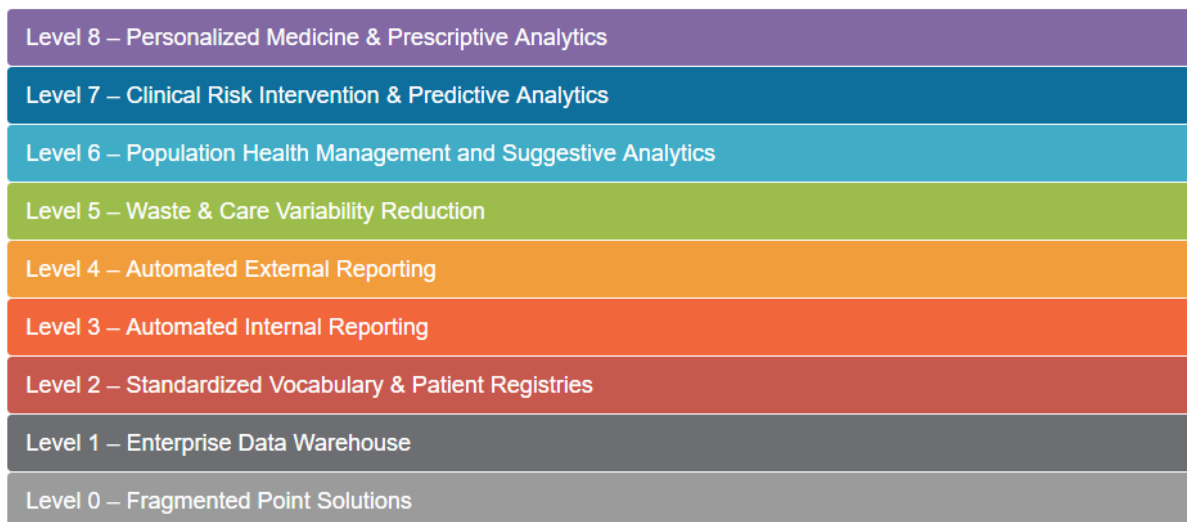 Level 8 – Personalized Medicine & Prescriptive Analytics
Level 7 – Clinical Risk Intervention & Predictive Analytics
Level 6 – Population Health Management and Suggestive Analytics
Level 5 – Waste & Care Variability Reduction
Level 4 – Automated External Reporting
Level 3 – Automated Internal Reporting
Level 2 – Standardized Vocabulary & Patient Registries
Level 1 – Enterprise Data Warehouse
Level 0 – Fragmented Point Solutions